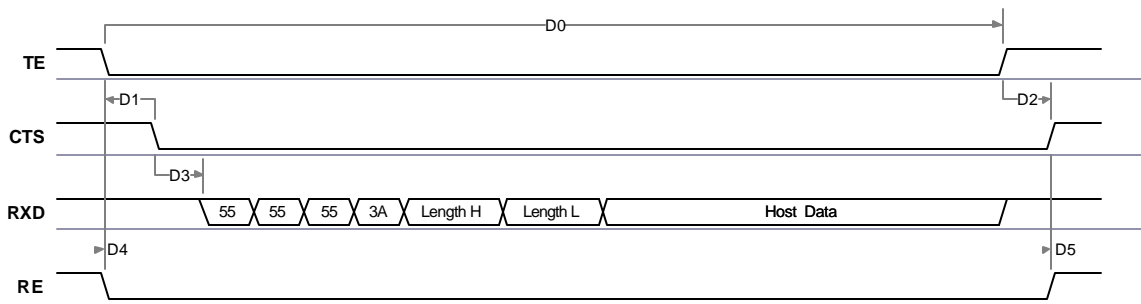 D0
TE
D1
D2
CTS
D3
RXD 55 55 55 3A Length H Length L Host Data
D4 D5
RE